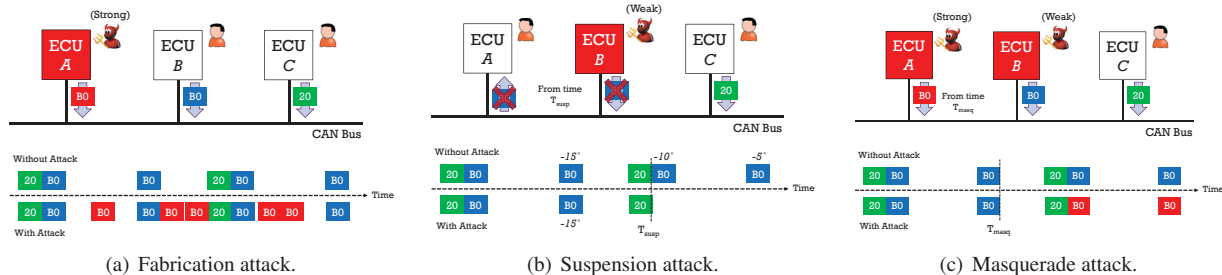 (Strong)
ECU
A
ECU
B
ECU
C
B0
B0
20
CAN Bus
Without Attack
20 B0 B0 20 B0 B0
Time
20 B0 B0 B0 B0 B0 20 B0 B0 B0 B0
With Attack
(a) Fabrication attack.
(Weak)
ECU
A
ECU
B
ECU
C
From time
Tsusp
20
CAN Bus
Without Attack
-15° -10° -5°
20 B0 B0 20 B0 B0
Time
20 B0 B0 20
With Attack
-15°
Tsusp
(b) Suspension attack.
(Strong)
(Weak)
ECU
A
ECU
B
ECU
C
B0
From time
Tmasq
B0
20
CAN Bus
Without Attack
20 B0 B0 20 B0 B0
Time
20 B0 B0 20 B0 B0
With Attack
Tmasq
(c) Masquerade attack.